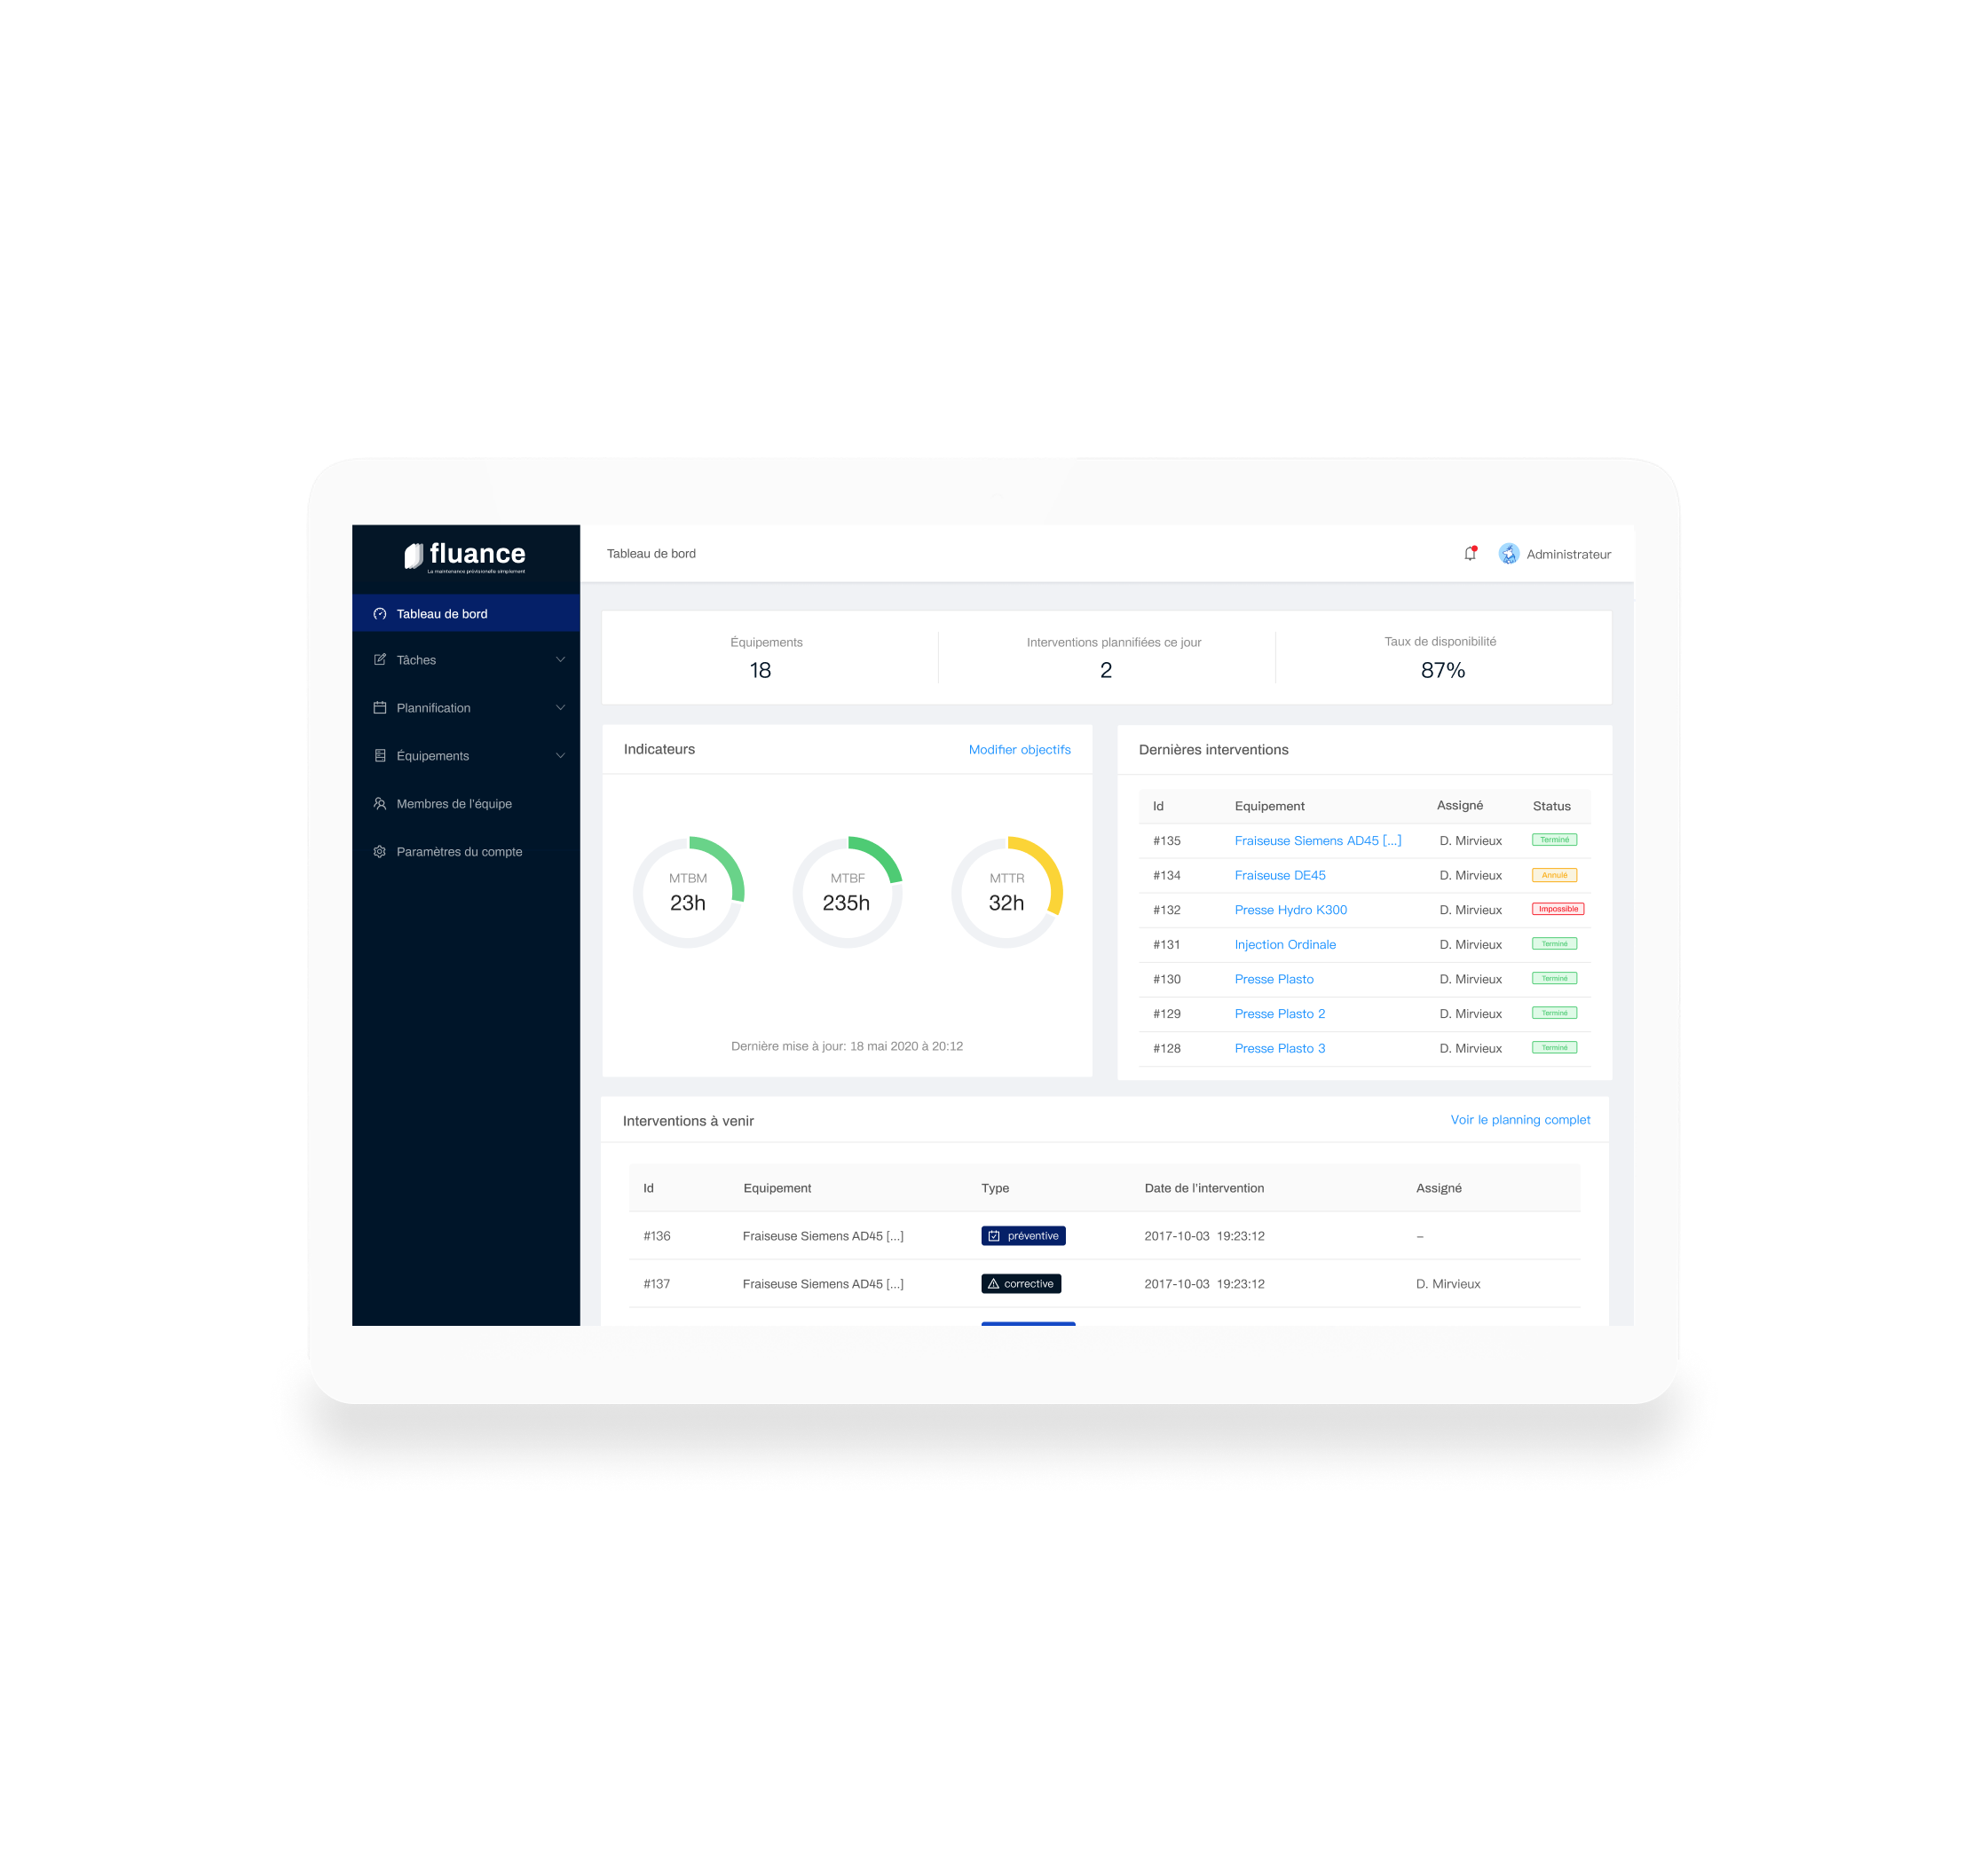 fluance
La maintenance prévisionelle simplement
Tableau de bord
Tâches
Plannification
Équipements
Membres de l'équipe
Paramètres du compte
Tableau de bord
Administrateur
Équipements
18
Interventions plannifiées ce jour
2
Taux de disponibilité
87%
Indicateurs
Modifier objectifs
MTBM
23h
MTBF
235h
MTTR
32h
Dernière mise à jour: 18 mai 2020 à 20:12
Dernières interventions
Id Equipement Assigné Status
#135 Fraiseuse Siemens AD45 [...] D. Mirvieux Terminé
#134 Fraiseuse DE45 D. Mirvieux Annulé
#132 Presse Hydro K300 D. Mirvieux Impossible
#131 Injection Ordinale D. Mirvieux Terminé
#130 Presse Plasto D. Mirvieux Terminé
#129 Presse Plasto 2 D. Mirvieux Terminé
#128 Presse Plasto 3 D. Mirvieux Terminé
Interventions à venir
Voir le planning complet
Id Equipement Type Date de l'intervention Assigné
#136 Fraiseuse Siemens AD45 [...] préventive 2017-10-03 19:23:12 –
#137 Fraiseuse Siemens AD45 [...] corrective 2017-10-03 19:23:12 D. Mirvieux